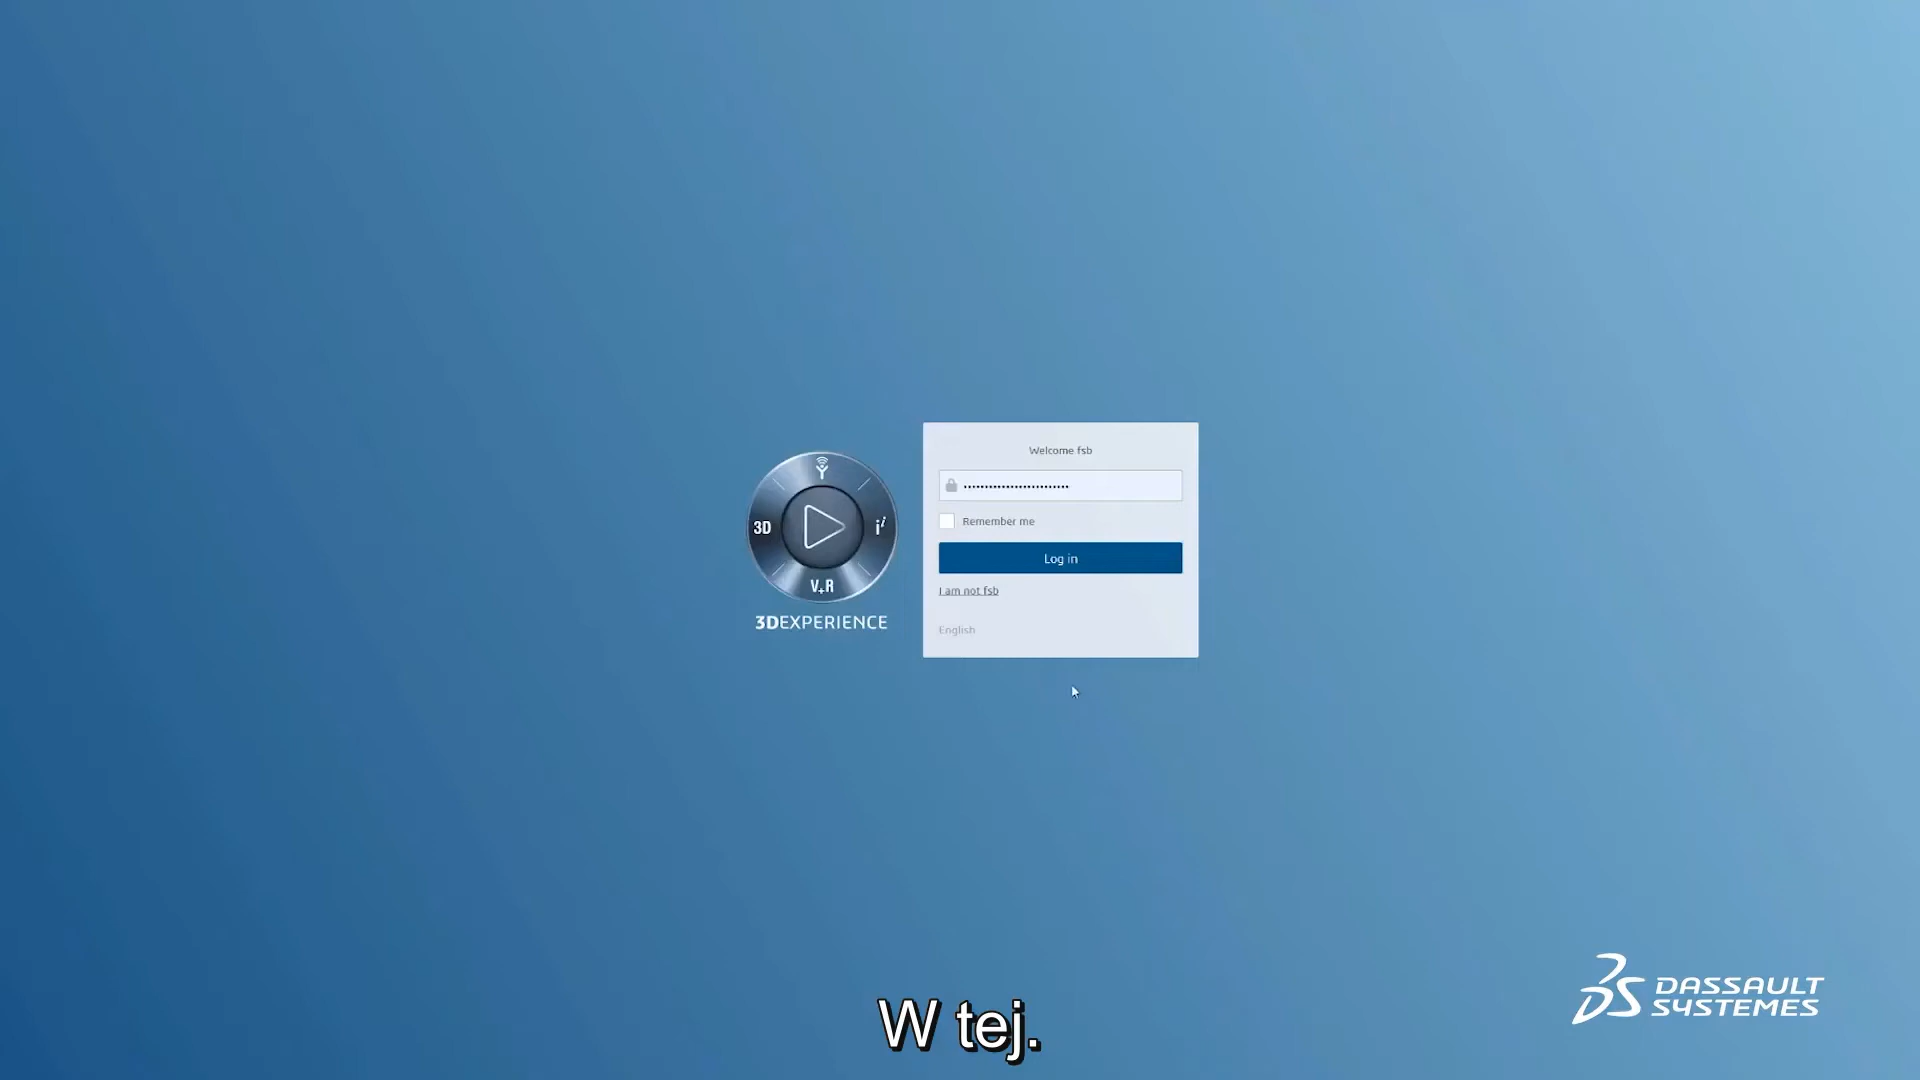 Welcome fsb
Remember me
Log in
I am not fsb
English
3D
V+R
3DEXPERIENCE
DASSAULT
SYSTEMES
W tej.